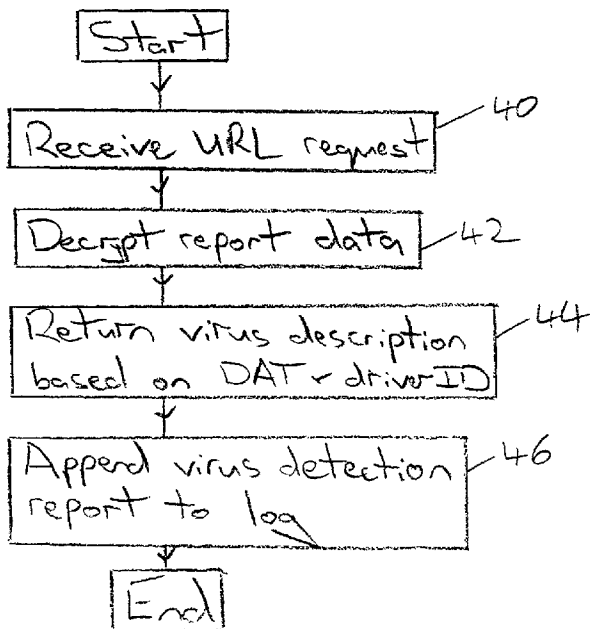 Start
Receive URL request
40
Decrypt report data
42
Return virus description
based on DAT + driver ID
44
Append virus detection
report to log
46
End